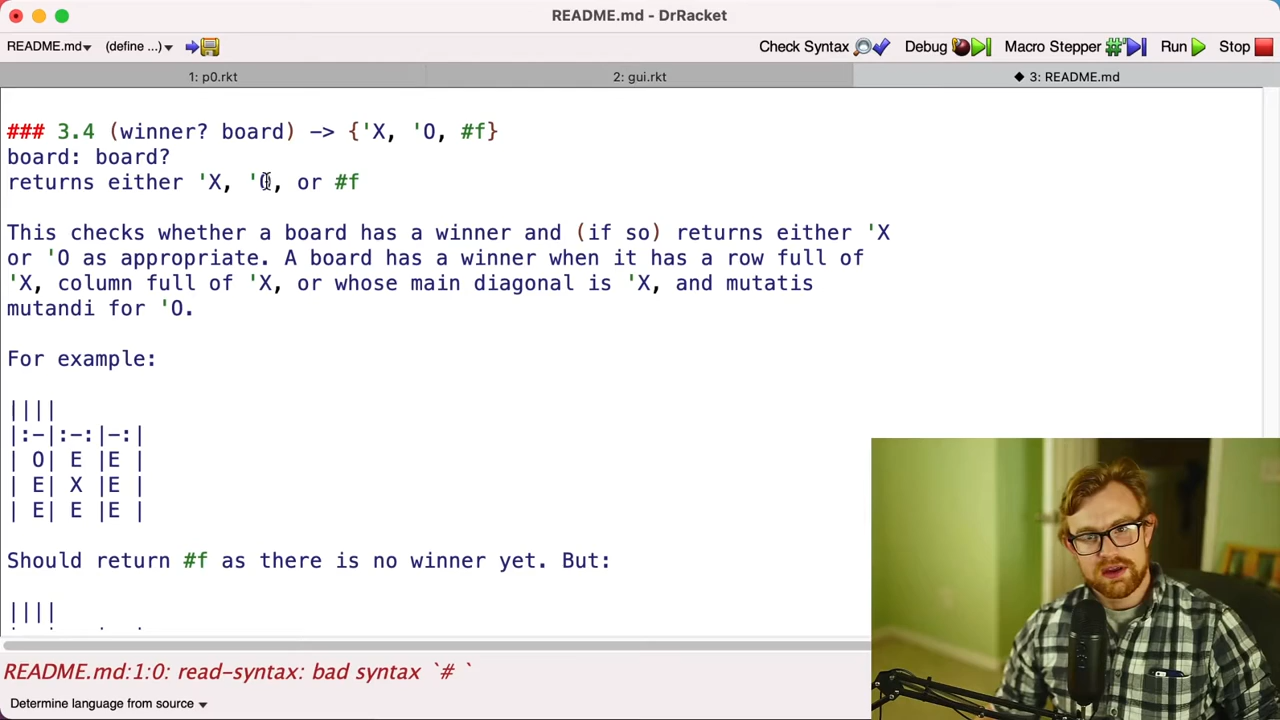 README.md - DrRacket
README.md▾ (define ...)▾ Check Syntax Debug Macro Stepper Run Stop
1: p0.rkt 2: gui.rkt ◆ 3: README.md
### 3.4 (winner? board) -> {'X, 'O, #f}
board: board?
returns either 'X, 'O, or #f
This checks whether a board has a winner and (if so) returns either 'X
or 'O as appropriate. A board has a winner when it has a row full of
'X, column full of 'X, or whose main diagonal is 'X, and mutatis
mutandi for 'O.
For example:
||||
|:-|:-:|-:|
| O| E |E |
| E| X |E |
| E| E |E |
Should return #f as there is no winner yet. But:
||||
README.md:1:0: read-syntax: bad syntax `# `
Determine language from source ▾